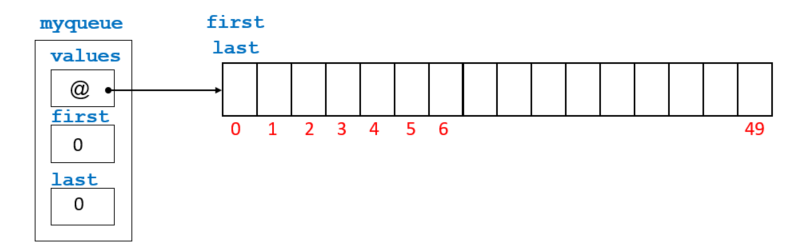 myqueue
values
@
first
0
last
0
first
last
0 1 2 3 4 5 6 49